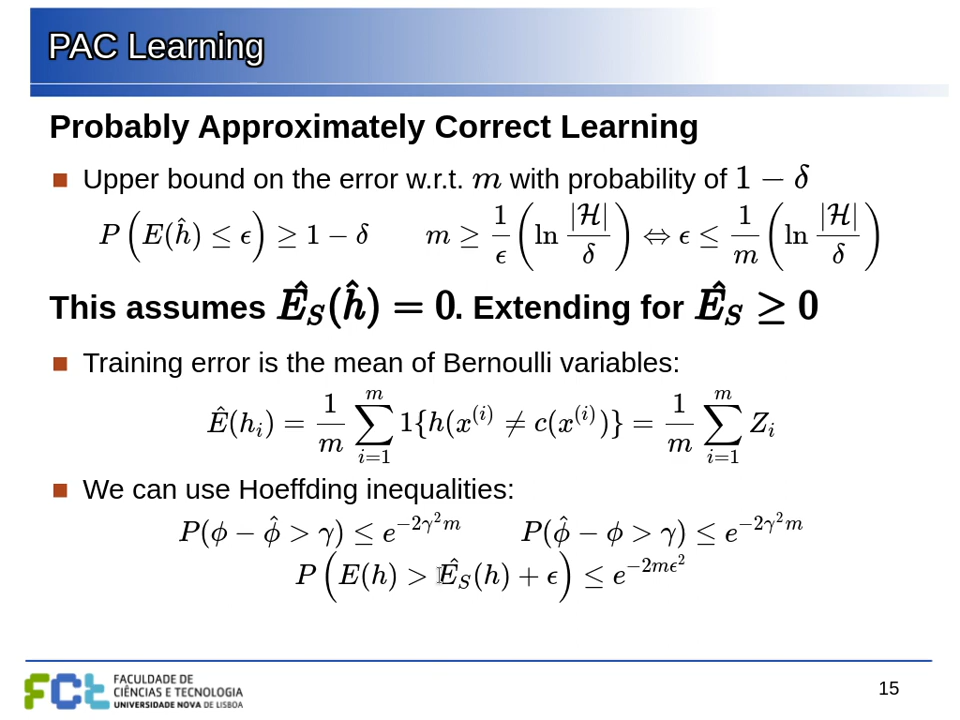 PAC Learning
Probably Approximately Correct Learning
Upper bound on the error w.r.t. m with probability of 1 − δ
P(E(ĥ) ≤ ϵ) ≥ 1 − δ m ≥ 1/ϵ (ln |ℋ|/δ) ⇔ ϵ ≤ 1/m (ln |ℋ|/δ)
This assumes Ê_S(ĥ) = 0. Extending for Ê_S ≥ 0
Training error is the mean of Bernoulli variables:
Ê(h_i) = 1/m ∑_{i=1}^{m} 1{h(x^{(i)} ≠ c(x^{(i)})} = 1/m ∑_{i=1}^{m} Z_i
We can use Hoeffding inequalities:
P(ϕ − ϕ̂ > γ) ≤ e^{−2γ²m} P(ϕ̂ − ϕ > γ) ≤ e^{−2γ²m}
P(E(h) > Ê_S(h) + ϵ) ≤ e^{−2mϵ²}
FCt FACULDADE DE
CIÊNCIAS E TECNOLOGIA
UNIVERSIDADE NOVA DE LISBOA
15